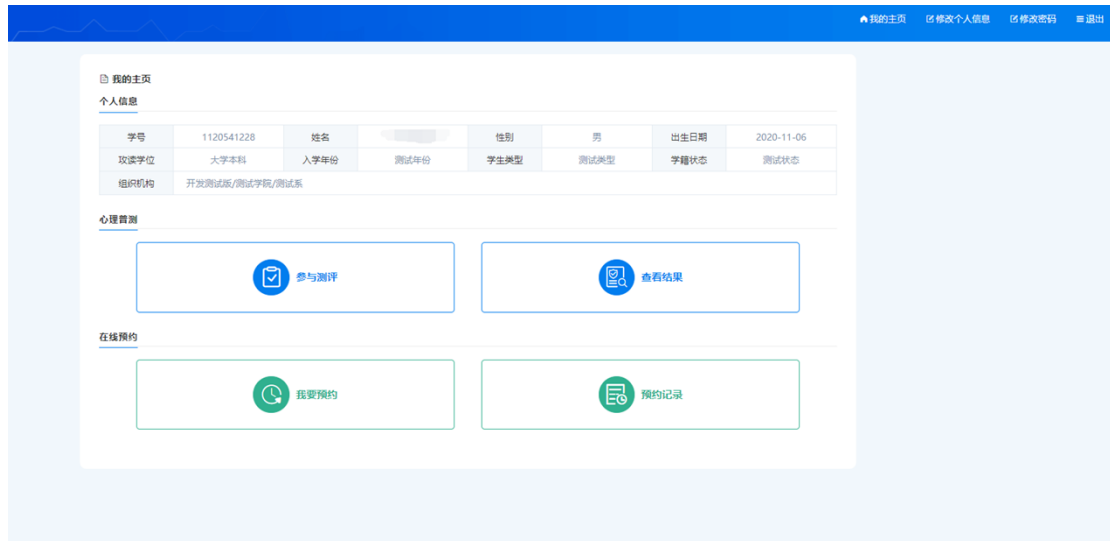 我的主页 修改个人信息 修改密码 退出
我的主页
个人信息
学号 1120541228 姓名 性别 男 出生日期 2020-11-06
攻读学位 大学本科 入学年份 测试年份 学生类型 测试类型 学籍状态 测试状态
组织机构 开发测试版/测试学院/测试系
心理普测
参与测评 查看结果
在线预约
我要预约 预约记录